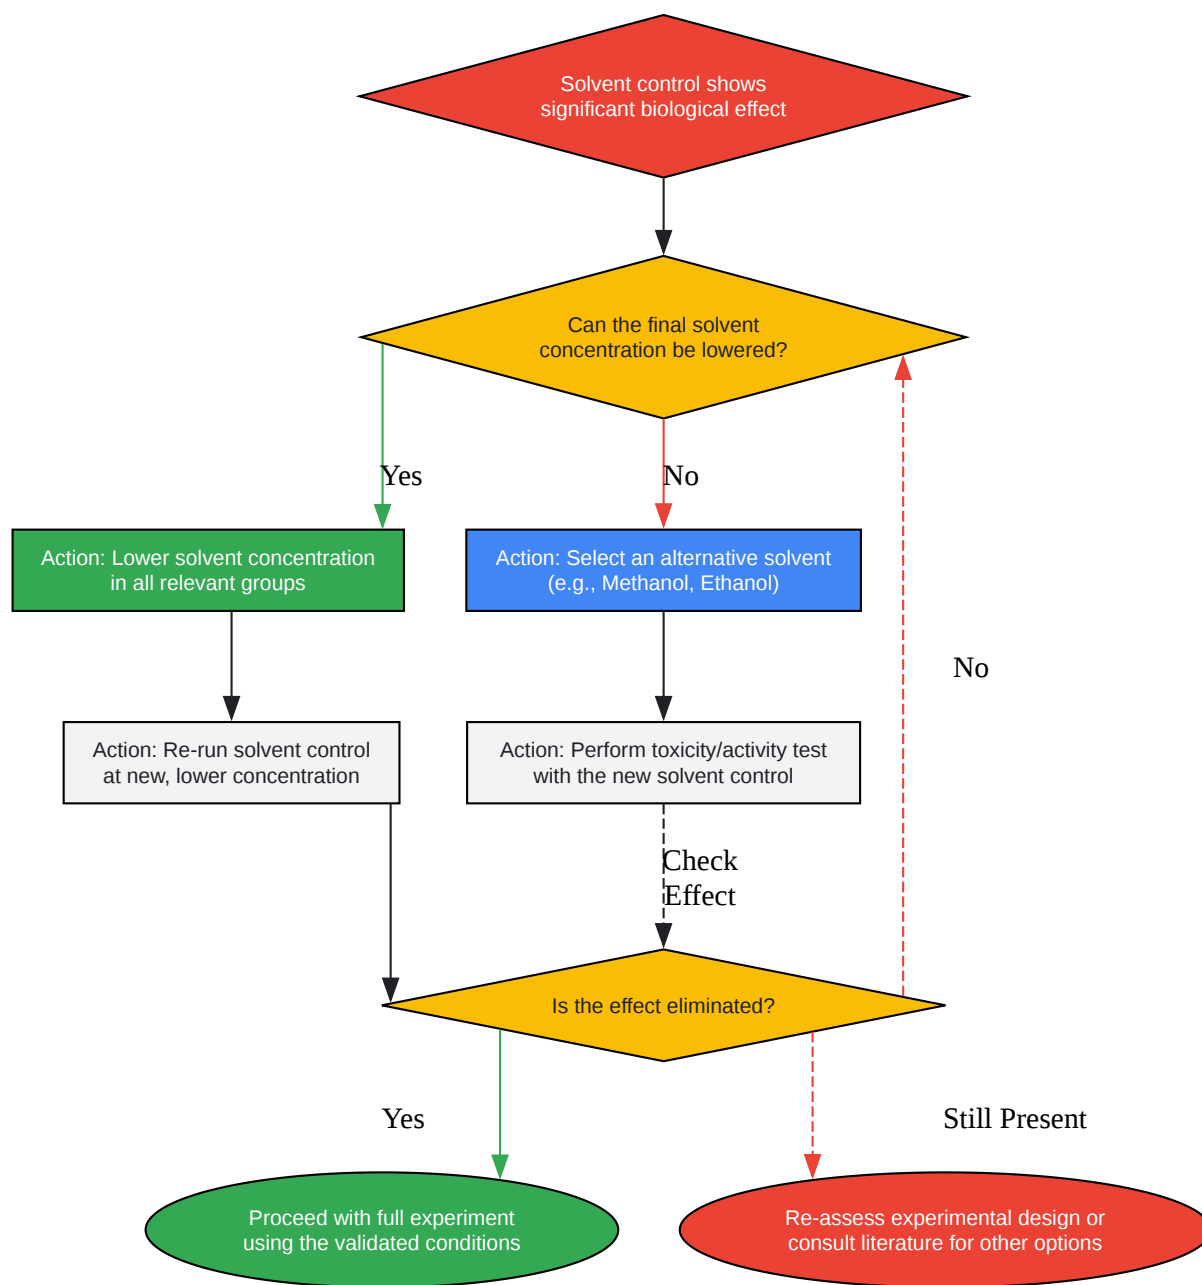 Solvent control shows
significant biological effect
Can the final solvent
concentration be lowered?
Yes
No
Action: Lower solvent concentration
in all relevant groups
Action: Select an alternative solvent
(e.g., Methanol, Ethanol)
No
Action: Re-run solvent control
at new, lower concentration
Action: Perform toxicity/activity test
with the new solvent control
Check
Effect
Is the effect eliminated?
Yes
Still Present
Proceed with full experiment
using the validated conditions
Re-assess experimental design or
consult literature for other options